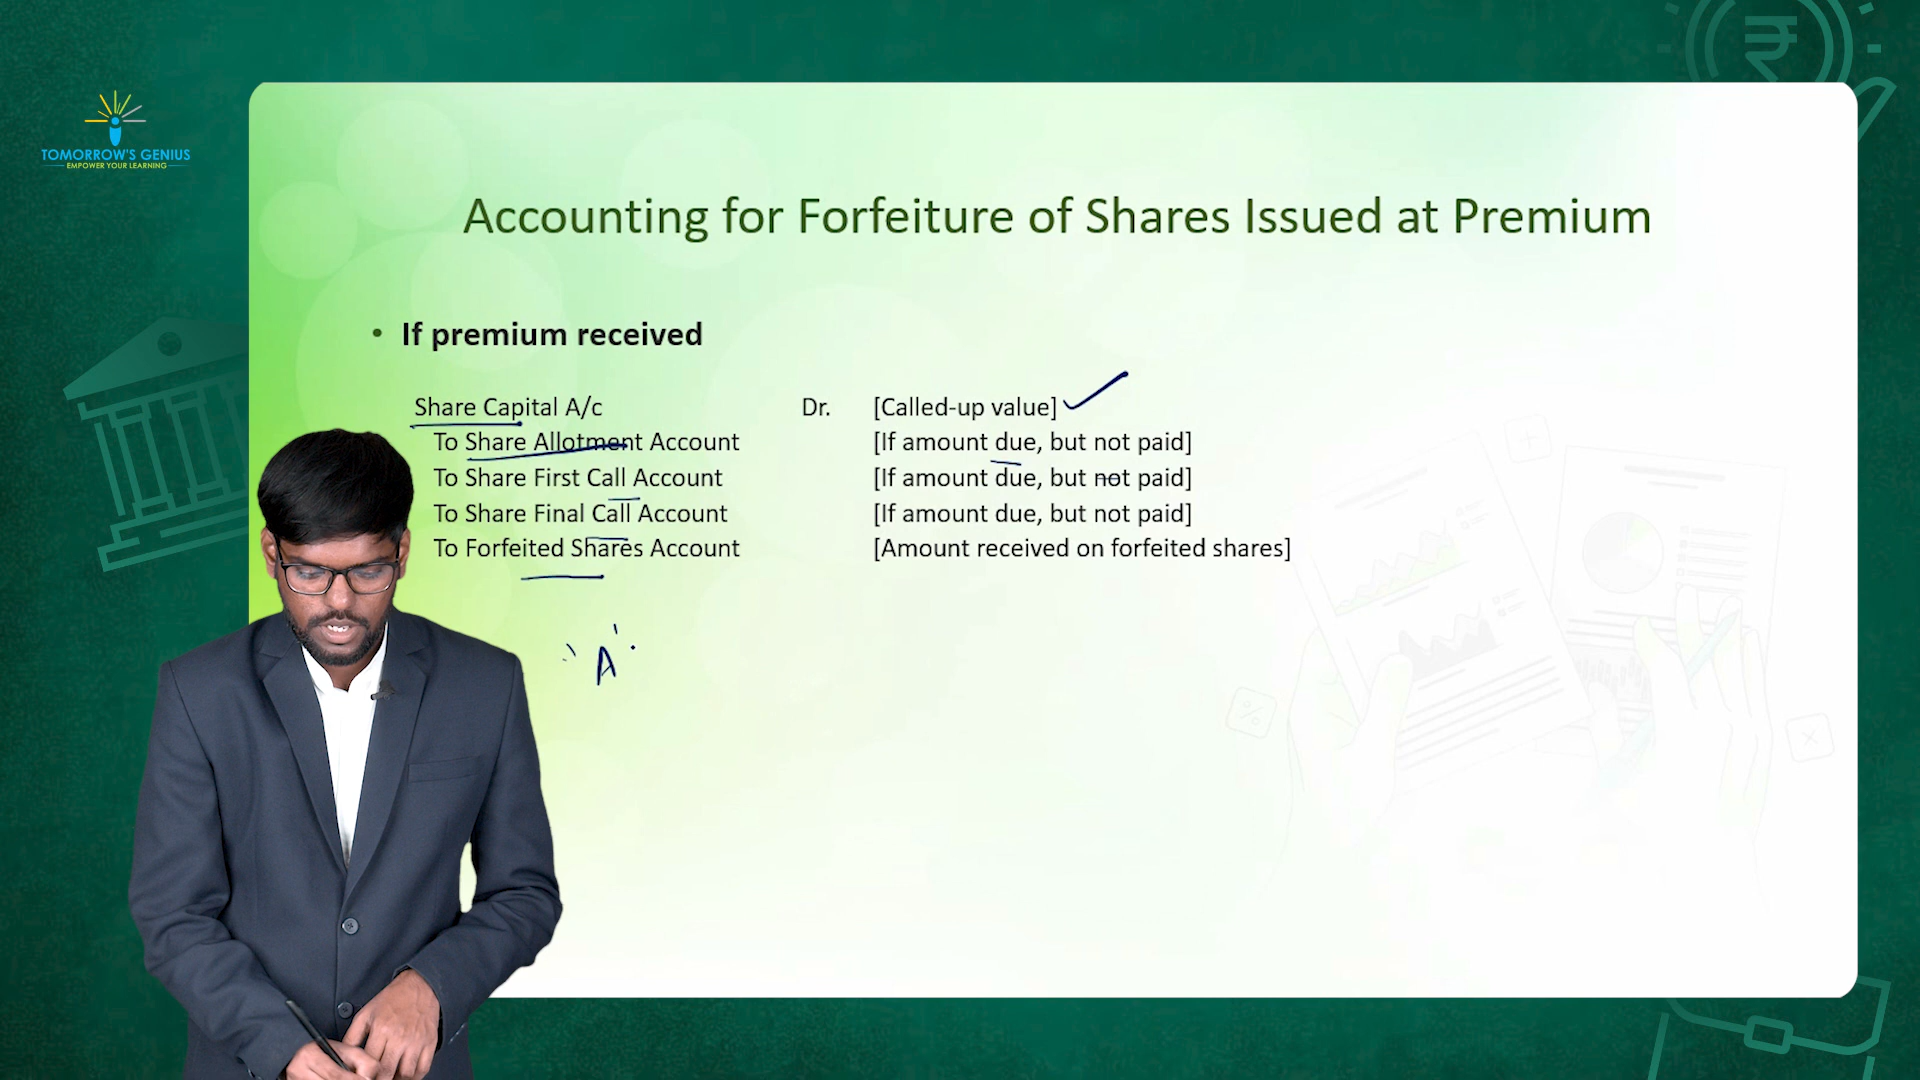 TOMORROW'S GENIUS
EMPOWER YOUR LEARNING
Accounting for Forfeiture of Shares Issued at Premium
• If premium received
Share Capital A/c Dr. [Called-up value]
To Share Allotment Account [If amount due, but not paid]
To Share First Call Account [If amount due, but not paid]
To Share Final Call Account [If amount due, but not paid]
To Forfeited Shares Account [Amount received on forfeited shares]
"A"